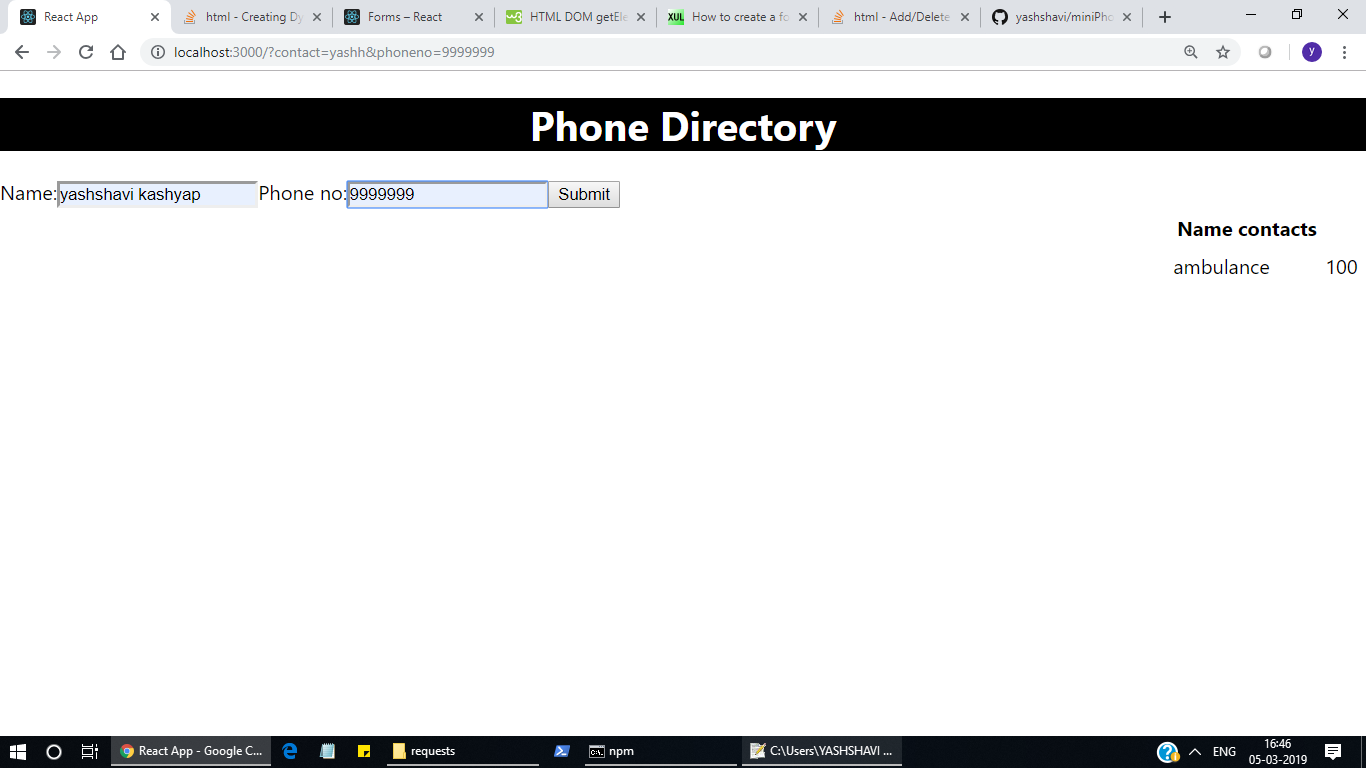 React App
html - Creating Dy
Forms – React
HTML DOM getEle
How to create a fo
html - Add/Delete
yashshavi/miniPho
localhost:3000/?contact=yashh&phoneno=9999999
y
Phone Directory
Name: yashshavi kashyap Phone no: 9999999 Submit
Name contacts
ambulance 100
React App - Google C...
requests
npm
C:\Users\YASHSHAVI ...
ENG
16:46
05-03-2019